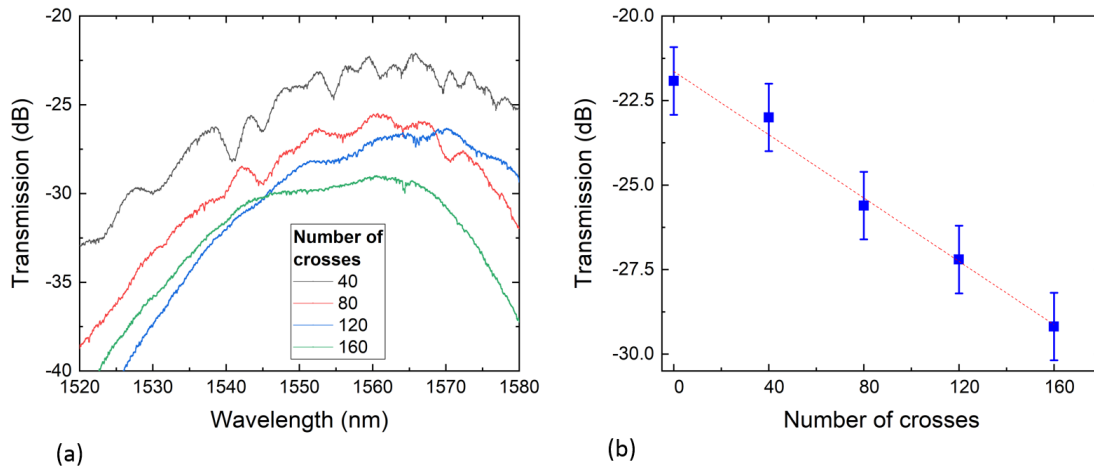 -20
-25
-30
-35
-40
Transmission (dB)
Number of
crosses
40
80
120
160
1520 1530 1540 1550 1560 1570 1580
Wavelength (nm)
(a)
-20.0
-22.5
-25.0
-27.5
-30.0
Transmission (dB)
0 40 80 120 160
Number of crosses
(b)